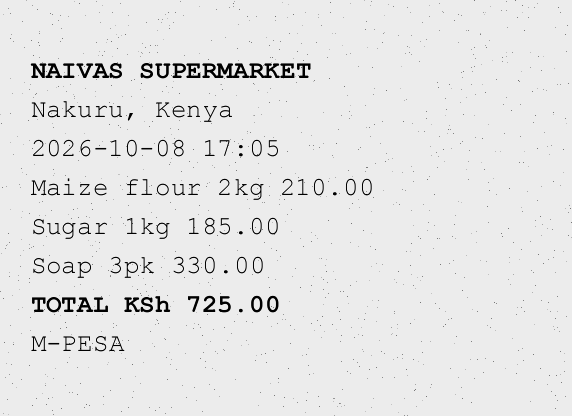 NAIVAS SUPERMARKET
Nakuru, Kenya
2026-10-08 17:05
Maize flour 2kg 210.00
Sugar 1kg 185.00
Soap 3pk 330.00
TOTAL KSh 725.00
M-PESA